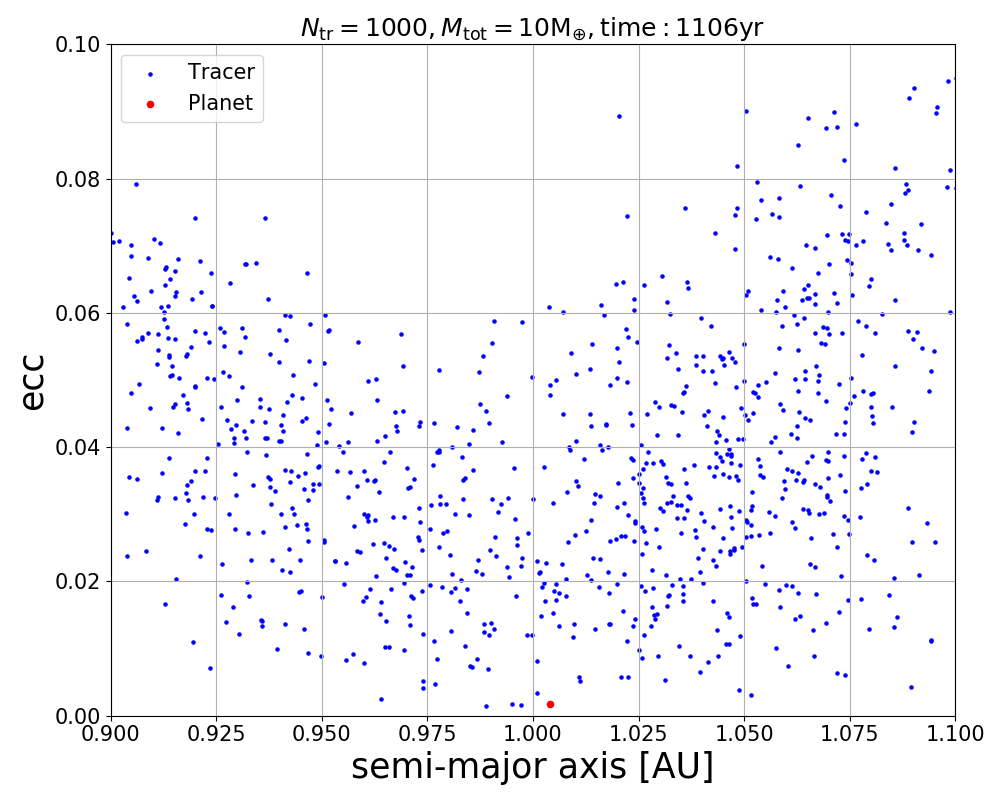 N_tr = 1000, M_tot = 10M_⊕, time : 1106yr
0.10
Tracer
Planet
0.08
0.06
ecc
0.04
0.02
0.00
0.900 0.925 0.950 0.975 1.000 1.025 1.050 1.075 1.100
semi-major axis [AU]